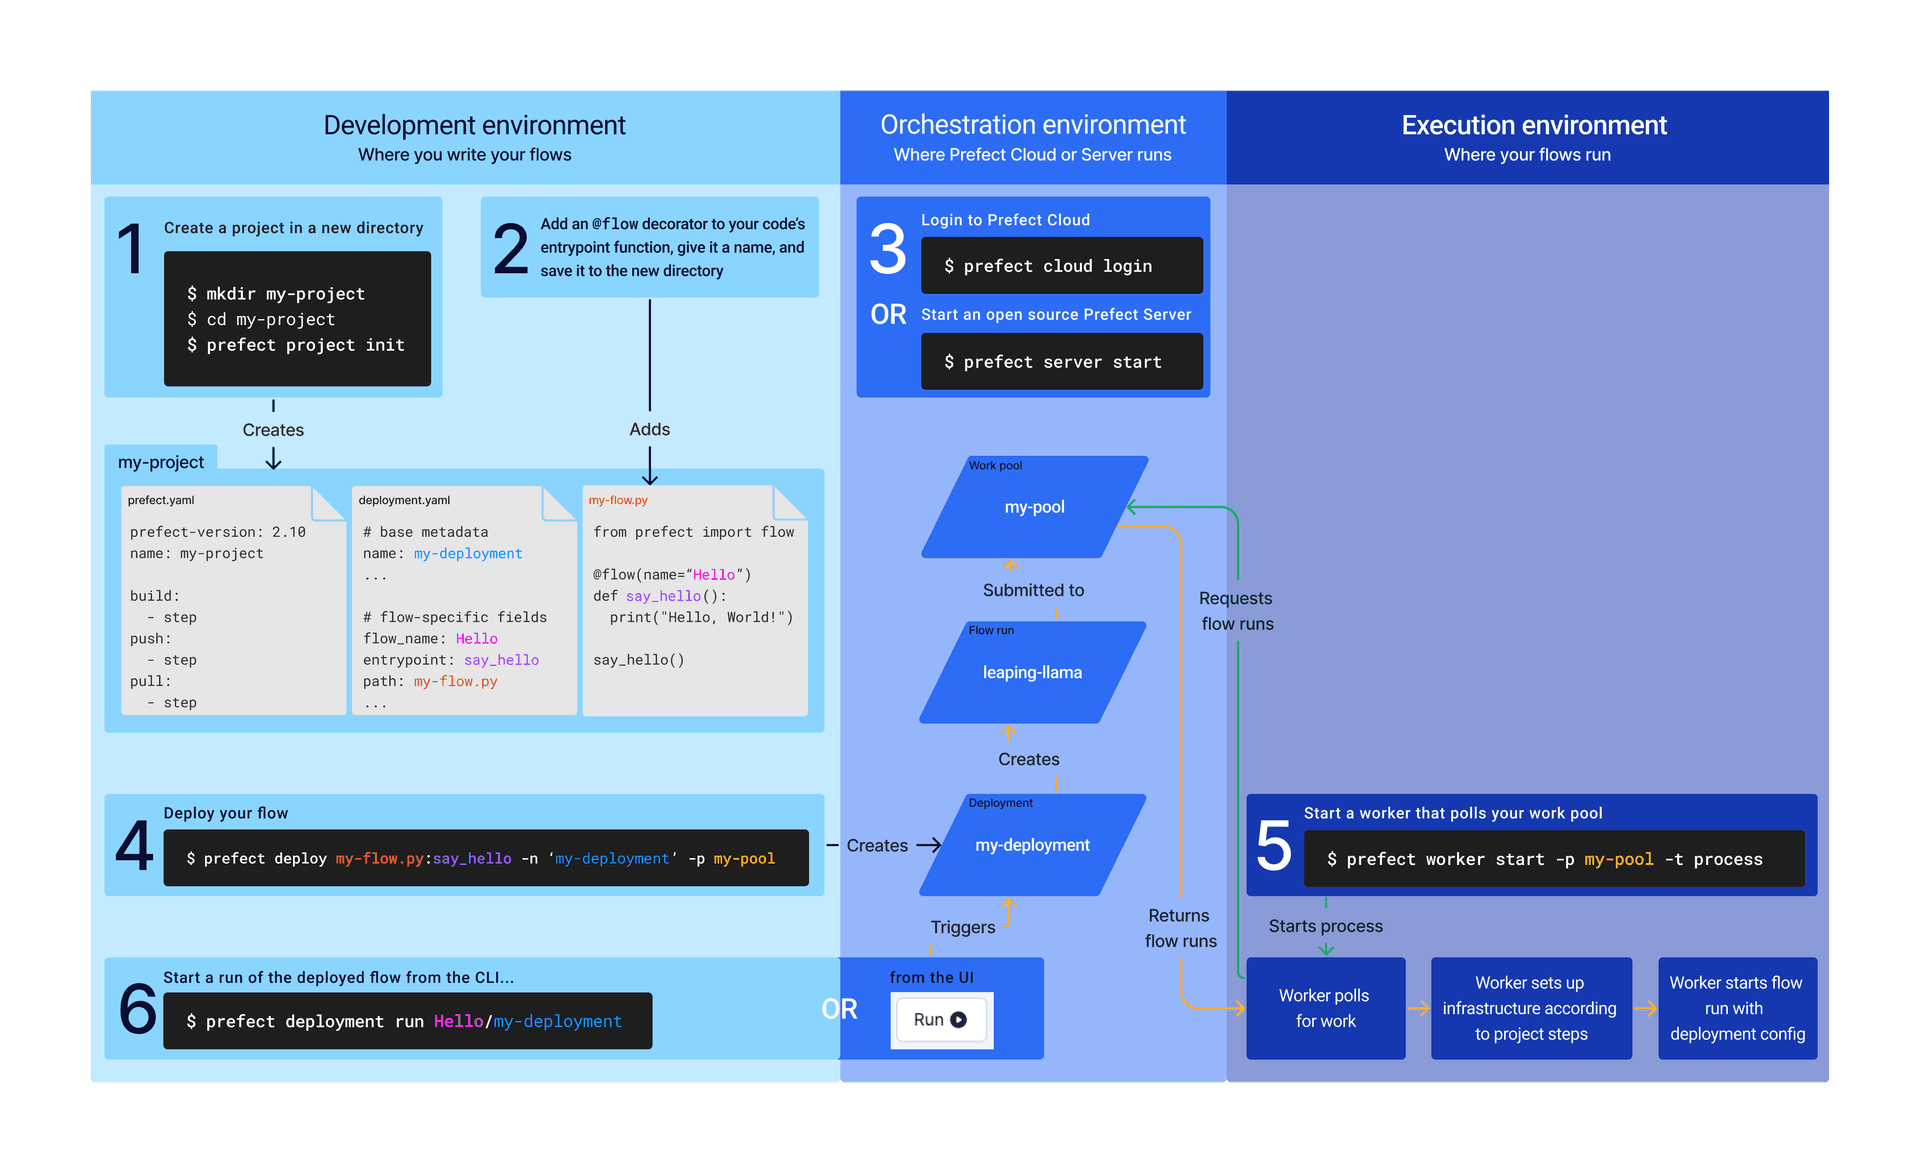 Development environment
Where you write your flows
Orchestration environment
Where Prefect Cloud or Server runs
Execution environment
Where your flows run
1
Create a project in a new directory
$ mkdir my-project
$ cd my-project
$ prefect project init
2
Add an @flow decorator to your code’s
entrypoint function, give it a name, and
save it to the new directory
3
Login to Prefect Cloud
$ prefect cloud login
OR
Start an open source Prefect Server
$ prefect server start
Creates
Adds
my-project
prefect.yaml
prefect-version: 2.10
name: my-project
build:
- step
push:
- step
pull:
- step
deployment.yaml
# base metadata
name: my-deployment
...
# flow-specific fields
flow_name: Hello
entrypoint: say_hello
path: my-flow.py
...
my-flow.py
from prefect import flow
@flow(name=“Hello”)
def say_hello():
print("Hello, World!")
say_hello()
Work pool
my-pool
Submitted to
Flow run
leaping-llama
Creates
Requests
flow runs
4
Deploy your flow
$ prefect deploy my-flow.py:say_hello -n ‘my-deployment’ -p my-pool
Creates
Deployment
my-deployment
Triggers
Returns
flow runs
5
Start a worker that polls your work pool
$ prefect worker start -p my-pool -t process
Starts process
6
Start a run of the deployed flow from the CLI...
$ prefect deployment run Hello/my-deployment
OR
from the UI
Run
Worker polls
for work
Worker sets up
infrastructure according
to project steps
Worker starts flow
run with
deployment config